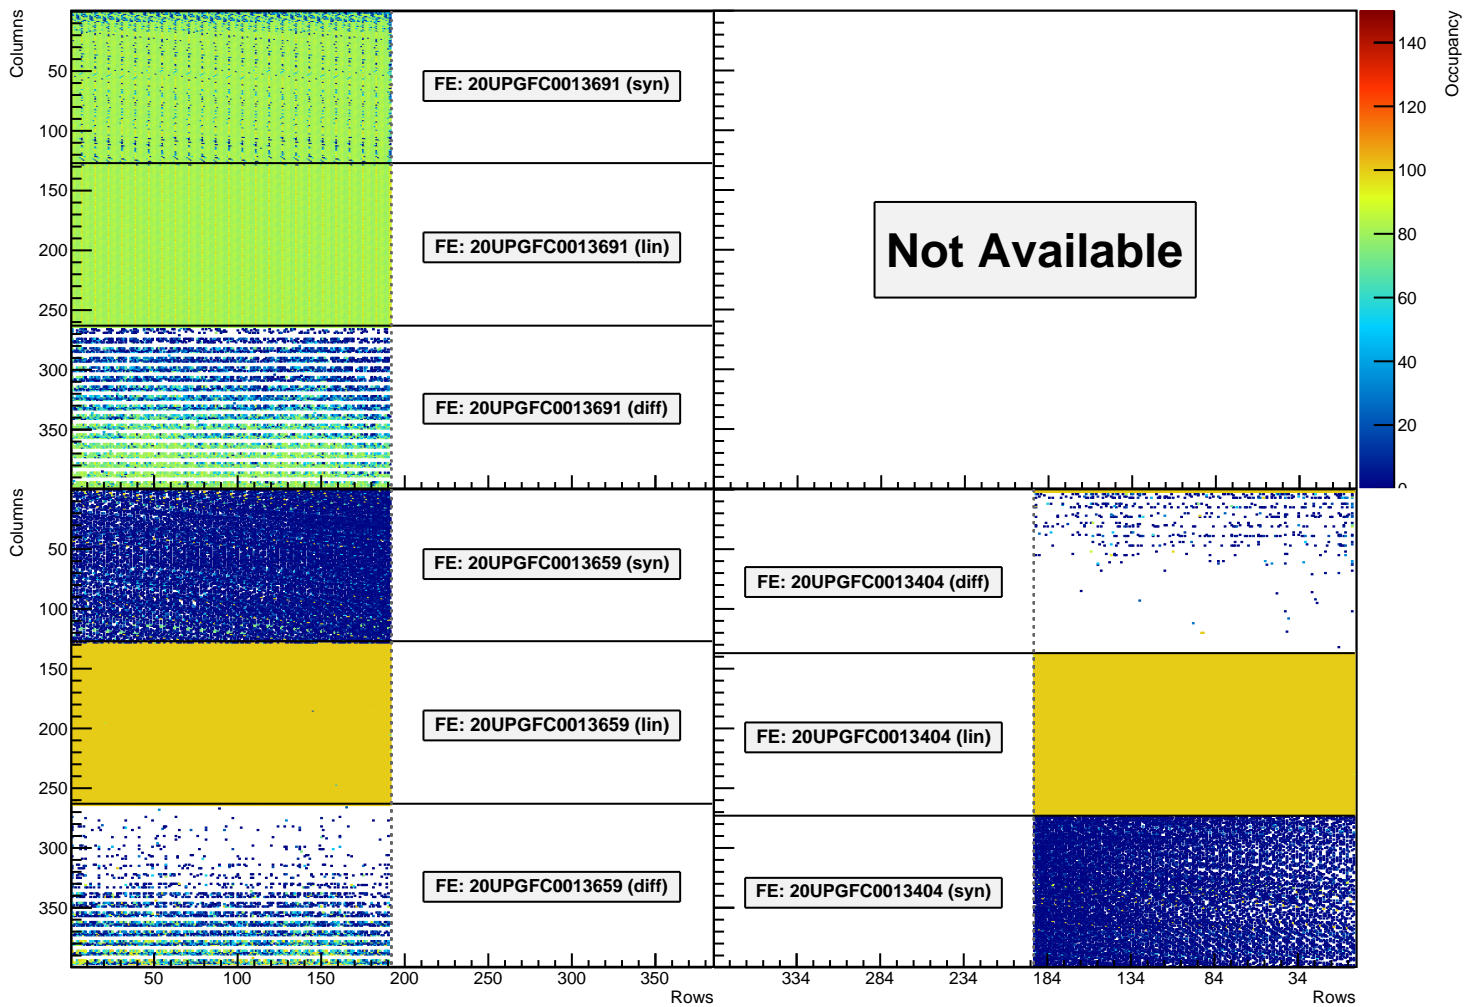 Columns
50
100
150
200
250
300
350
FE: 20UPGFC0013691 (syn)
FE: 20UPGFC0013691 (lin)
FE: 20UPGFC0013691 (diff)
Not Available
Occupancy
140
120
100
80
60
40
20
0
Columns
50
100
150
200
250
300
350
FE: 20UPGFC0013659 (syn)
FE: 20UPGFC0013659 (lin)
FE: 20UPGFC0013659 (diff)
FE: 20UPGFC0013404 (diff)
FE: 20UPGFC0013404 (lin)
FE: 20UPGFC0013404 (syn)
50 100 150 200 250 300 350
Rows
334 284 234 184 134 84 34
Rows